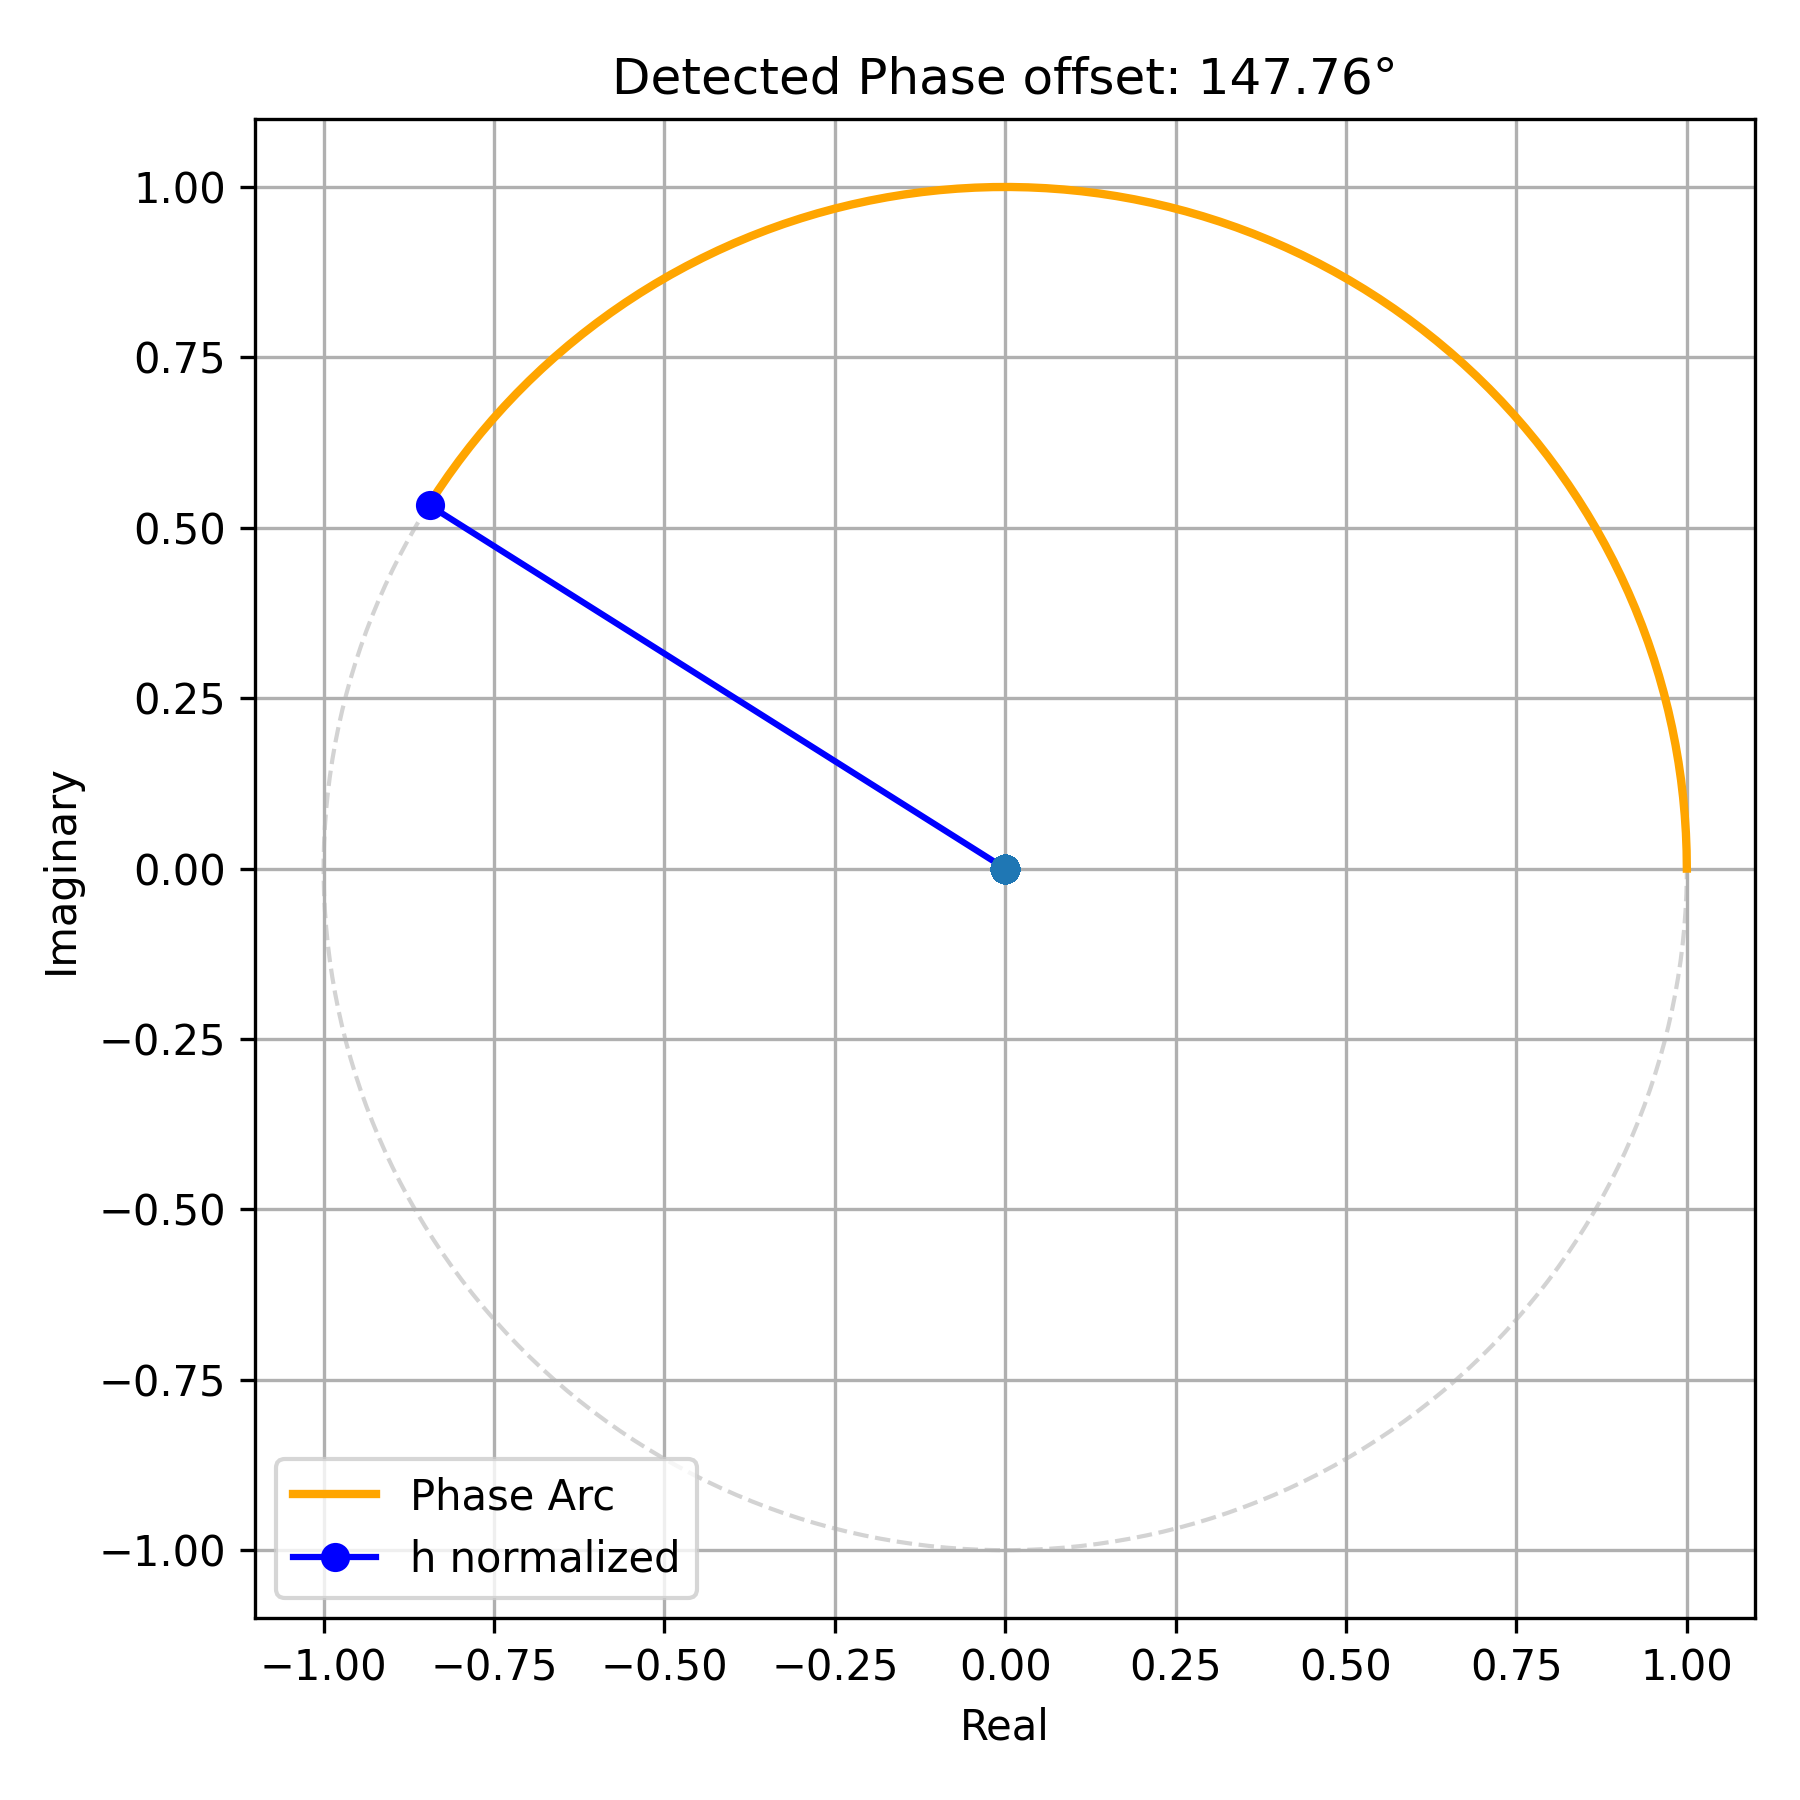 Detected Phase offset: 147.76°
1.00
0.75
0.50
0.25
0.00
−0.25
−0.50
−0.75
−1.00
Imaginary
Phase Arc
h normalized
−1.00 −0.75 −0.50 −0.25 0.00 0.25 0.50 0.75 1.00
Real